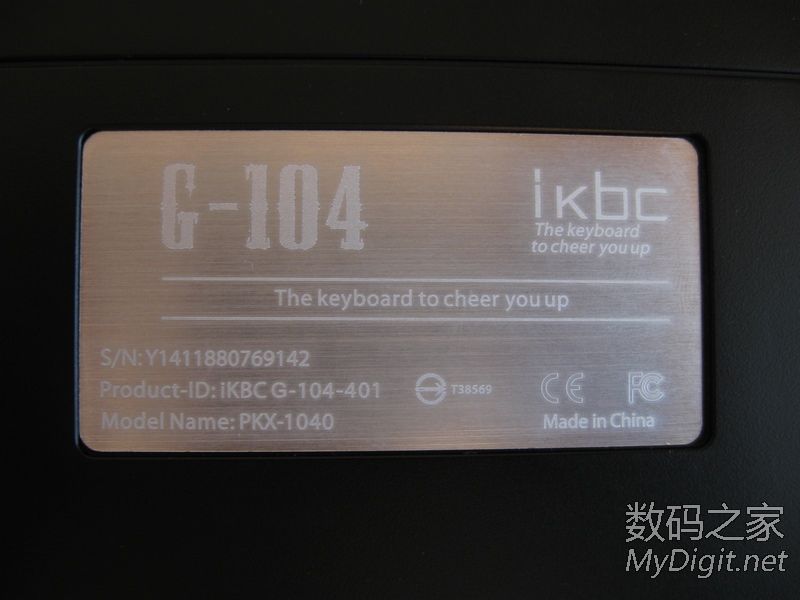 G-104
ikbc
The keyboard
to cheer you up
The keyboard to cheer you up
S/N: Y1411880769142
Product-ID: iKBC G-104-401
T38569
CE FC
Model Name: PKX-1040
Made in China
数码之家
MyDigit.net